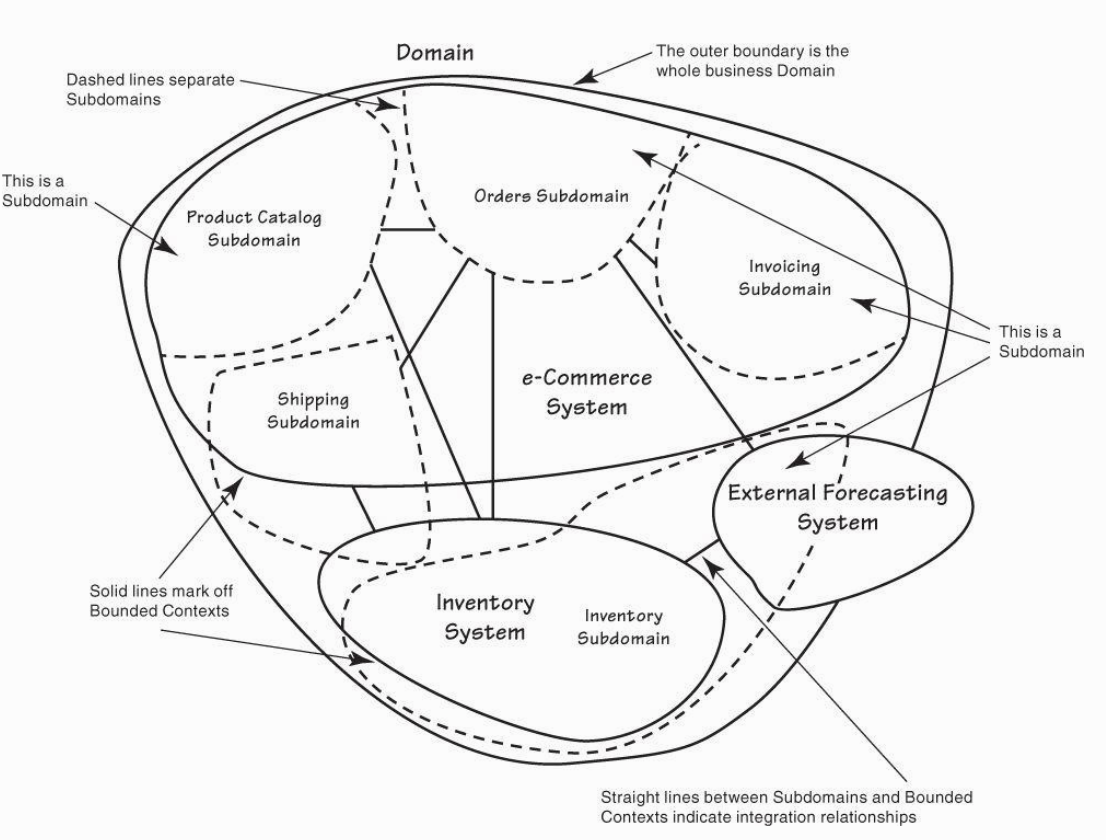 Domain
The outer boundary is the
whole business Domain
Dashed lines separate
Subdomains
This is a
Subdomain
Orders Subdomain
Product Catalog
Subdomain
Invoicing
Subdomain
This is a
Subdomain
e-Commerce
System
Shipping
Subdomain
External Forecasting
System
Solid lines mark off
Bounded Contexts
Inventory
System
Inventory
Subdomain
Straight lines between Subdomains and Bounded
Contexts indicate integration relationships